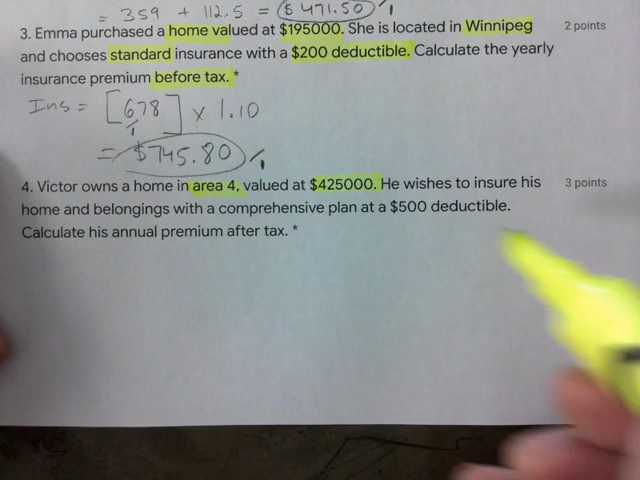 = 359 + 112.5 = $471.50
3. Emma purchased a home valued at $195000. She is located in Winnipeg 2 points
and chooses standard insurance with a $200 deductible. Calculate the yearly
insurance premium before tax. *
Ins = [678] x 1.10
= $745.80
4. Victor owns a home in area 4, valued at $425000. He wishes to insure his 3 points
home and belongings with a comprehensive plan at a $500 deductible.
Calculate his annual premium after tax. *